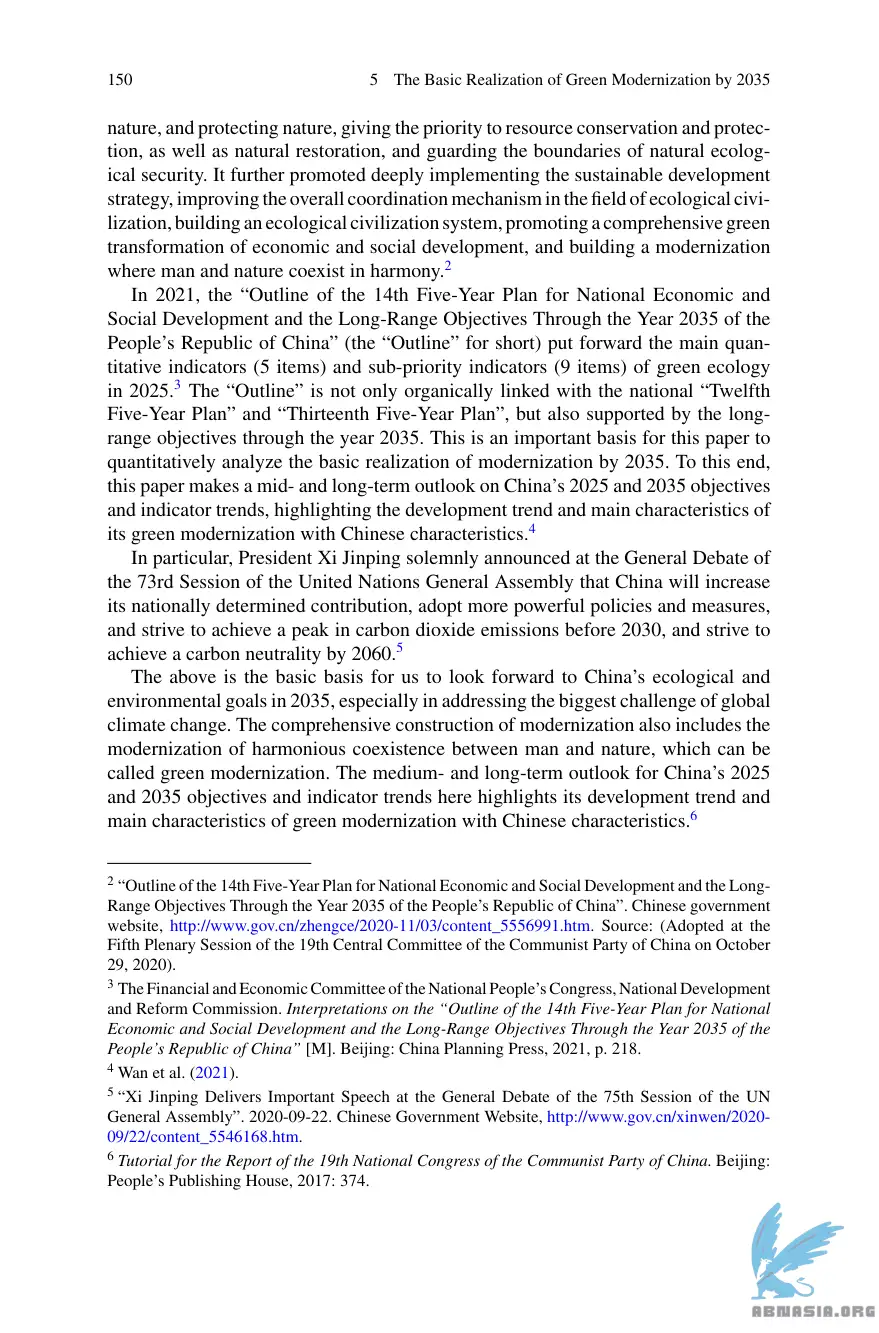 150 5 The Basic Realization of Green Modernization by 2035
nature, and protecting nature, giving the priority to resource conservation and protec-
tion, as well as natural restoration, and guarding the boundaries of natural ecolog-
ical security. It further promoted deeply implementing the sustainable development
strategy, improving the overall coordination mechanism in the field of ecological civi-
lization, building an ecological civilization system, promoting a comprehensive green
transformation of economic and social development, and building a modernization
where man and nature coexist in harmony.2
In 2021, the “Outline of the 14th Five-Year Plan for National Economic and
Social Development and the Long-Range Objectives Through the Year 2035 of the
People’s Republic of China” (the “Outline” for short) put forward the main quan-
titative indicators (5 items) and sub-priority indicators (9 items) of green ecology
in 2025.3 The “Outline” is not only organically linked with the national “Twelfth
Five-Year Plan” and “Thirteenth Five-Year Plan”, but also supported by the long-
range objectives through the year 2035. This is an important basis for this paper to
quantitatively analyze the basic realization of modernization by 2035. To this end,
this paper makes a mid- and long-term outlook on China’s 2025 and 2035 objectives
and indicator trends, highlighting the development trend and main characteristics of
its green modernization with Chinese characteristics.4
In particular, President Xi Jinping solemnly announced at the General Debate of
the 73rd Session of the United Nations General Assembly that China will increase
its nationally determined contribution, adopt more powerful policies and measures,
and strive to achieve a peak in carbon dioxide emissions before 2030, and strive to
achieve a carbon neutrality by 2060.5
The above is the basic basis for us to look forward to China’s ecological and
environmental goals in 2035, especially in addressing the biggest challenge of global
climate change. The comprehensive construction of modernization also includes the
modernization of harmonious coexistence between man and nature, which can be
called green modernization. The medium- and long-term outlook for China’s 2025
and 2035 objectives and indicator trends here highlights its development trend and
main characteristics of green modernization with Chinese characteristics.6
2 “Outline of the 14th Five-Year Plan for National Economic and Social Development and the Long-
Range Objectives Through the Year 2035 of the People’s Republic of China”. Chinese government
website, http://www.gov.cn/zhengce/2020-11/03/content_5556991.htm. Source: (Adopted at the
Fifth Plenary Session of the 19th Central Committee of the Communist Party of China on October
29, 2020).
3 The Financial and Economic Committee of the National People’s Congress, National Development
and Reform Commission. Interpretations on the “Outline of the 14th Five-Year Plan for National
Economic and Social Development and the Long-Range Objectives Through the Year 2035 of the
People’s Republic of China” [M]. Beijing: China Planning Press, 2021, p. 218.
4 Wan et al. (2021).
5 “Xi Jinping Delivers Important Speech at the General Debate of the 75th Session of the UN
General Assembly”. 2020-09-22. Chinese Government Website, http://www.gov.cn/xinwen/2020-
09/22/content_5546168.htm.
6 Tutorial for the Report of the 19th National Congress of the Communist Party of China. Beijing:
People’s Publishing House, 2017: 374.
ABNASIA.ORG